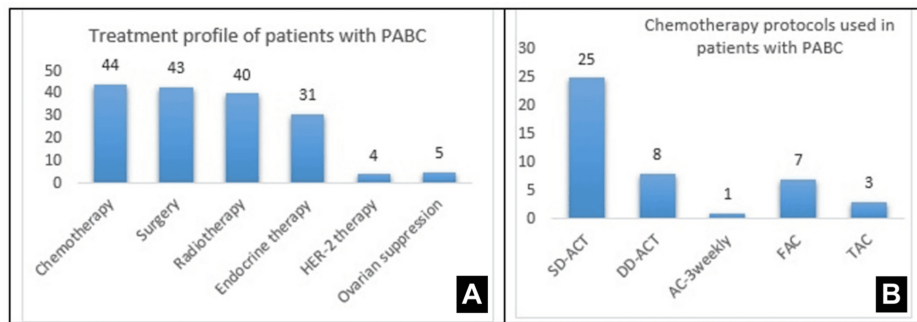 Treatment profile of patients with PABC
50
40
30
20
10
0
44
43
40
31
4
5
Chemotherapy
Surgery
Radiotherapy
Endocrine therapy
HER-2 therapy
Ovarian suppression
A
Chemotherapy protocols used in
patients with PABC
30
25
20
15
10
5
0
25
8
1
7
3
SD-ACT
DD-ACT
AC-3weekly
FAC
TAC
B